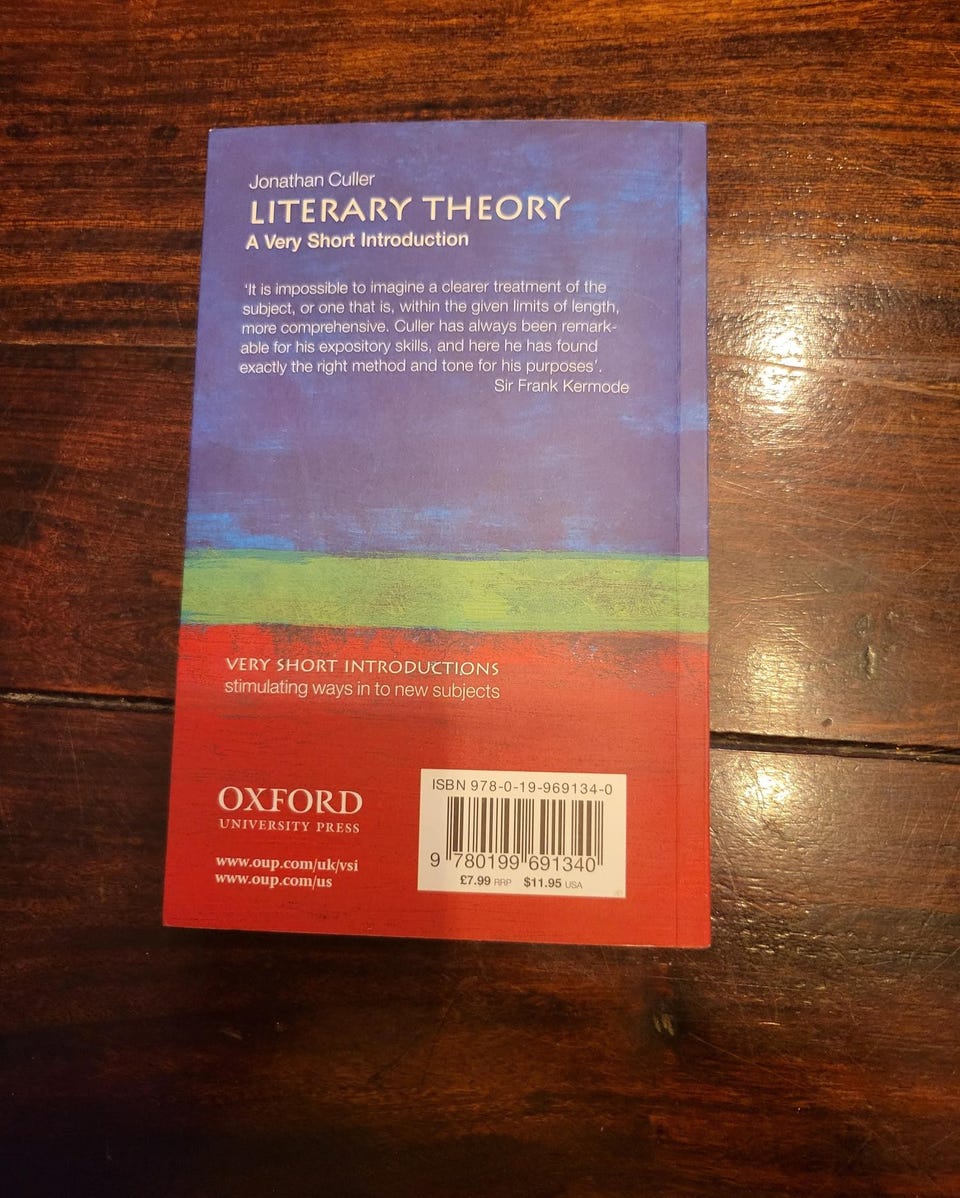 Jonathan Culler
LITERARY THEORY
A Very Short Introduction
‘It is impossible to imagine a clearer treatment of the
subject, or one that is, within the given limits of length,
more comprehensive. Culler has always been remark-
able for his expository skills, and here he has found
exactly the right method and tone for his purposes’.
Sir Frank Kermode
VERY SHORT INTRODUCTIONS
stimulating ways in to new subjects
OXFORD
UNIVERSITY PRESS
www.oup.com/uk/vsi
www.oup.com/us
ISBN 978-0-19-969134-0
9 780199 691340
£7.99 RRP $11.95 USA